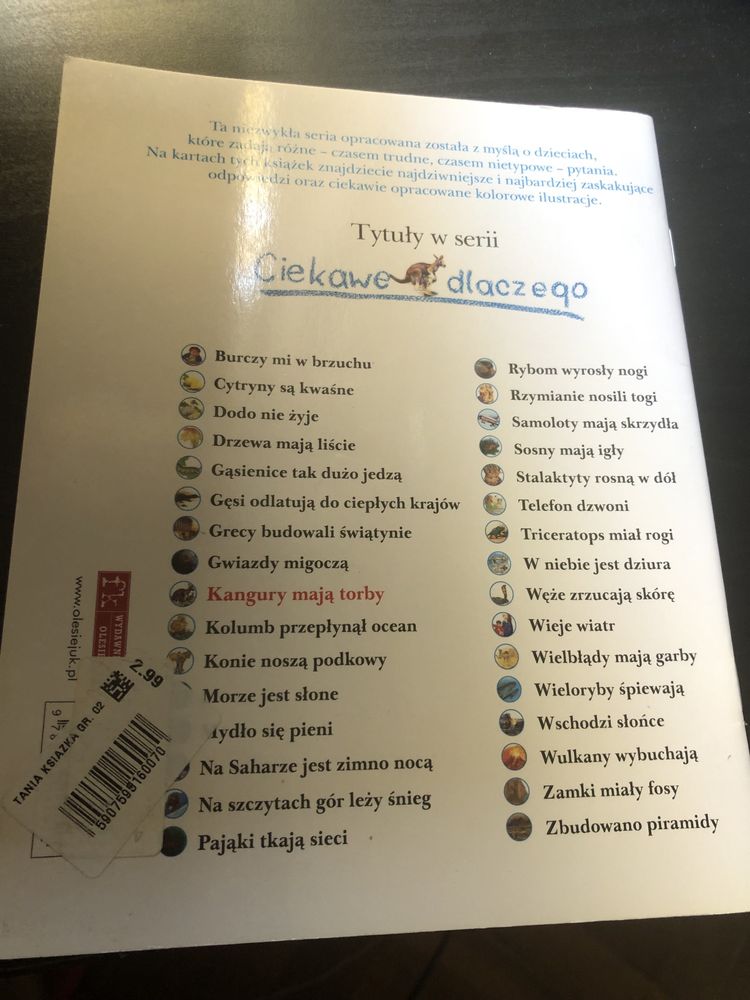 Ta niezwykła seria opracowana została z myślą o dzieciach,
które zadają różne – czasem trudne, czasem nietypowe – pytania.
Na kartach tych książek znajdziecie najdziwniejsze i najbardziej zaskakujące
odpowiedzi oraz ciekawie opracowane kolorowe ilustracje.
Tytuły w serii
Ciekawe dlaczego
Burczy mi w brzuchu
Cytryny są kwaśne
Dodo nie żyje
Drzewa mają liście
Gąsienice tak dużo jedzą
Gęsi odlatują do ciepłych krajów
Grecy budowali świątynie
Gwiazdy migoczą
Kangury mają torby
Kolumb przepłynął ocean
Konie noszą podkowy
Morze jest słone
ydło się pieni
Na Saharze jest zimno nocą
Na szczytach gór leży śnieg
Pająki tkają sieci
Rybom wyrosły nogi
Rzymianie nosili togi
Samoloty mają skrzydła
Sosny mają igły
Stalaktyty rosną w dół
Telefon dzwoni
Triceratops miał rogi
W niebie jest dziura
Węże zrzucają skórę
Wieje wiatr
Wielbłądy mają garby
Wieloryby śpiewają
Wschodzi słońce
Wulkany wybuchają
Zamki miały fosy
Zbudowano piramidy
www.olesiejuk.pl
WYDAWN
OLESIEJ
2.99
TANIA KSIAZKA GR. 02
5907595160070